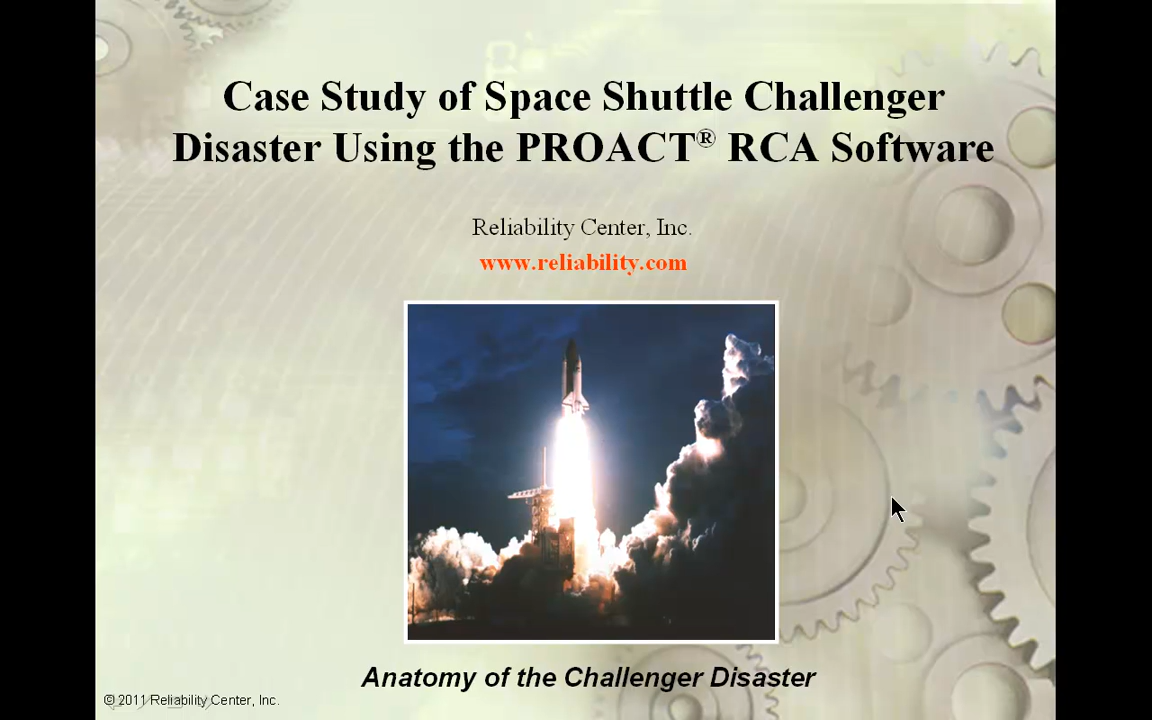 Case Study of Space Shuttle Challenger
Disaster Using the PROACT® RCA Software
Reliability Center, Inc.
www.reliability.com
Anatomy of the Challenger Disaster
© 2011 Reliability Center, Inc.